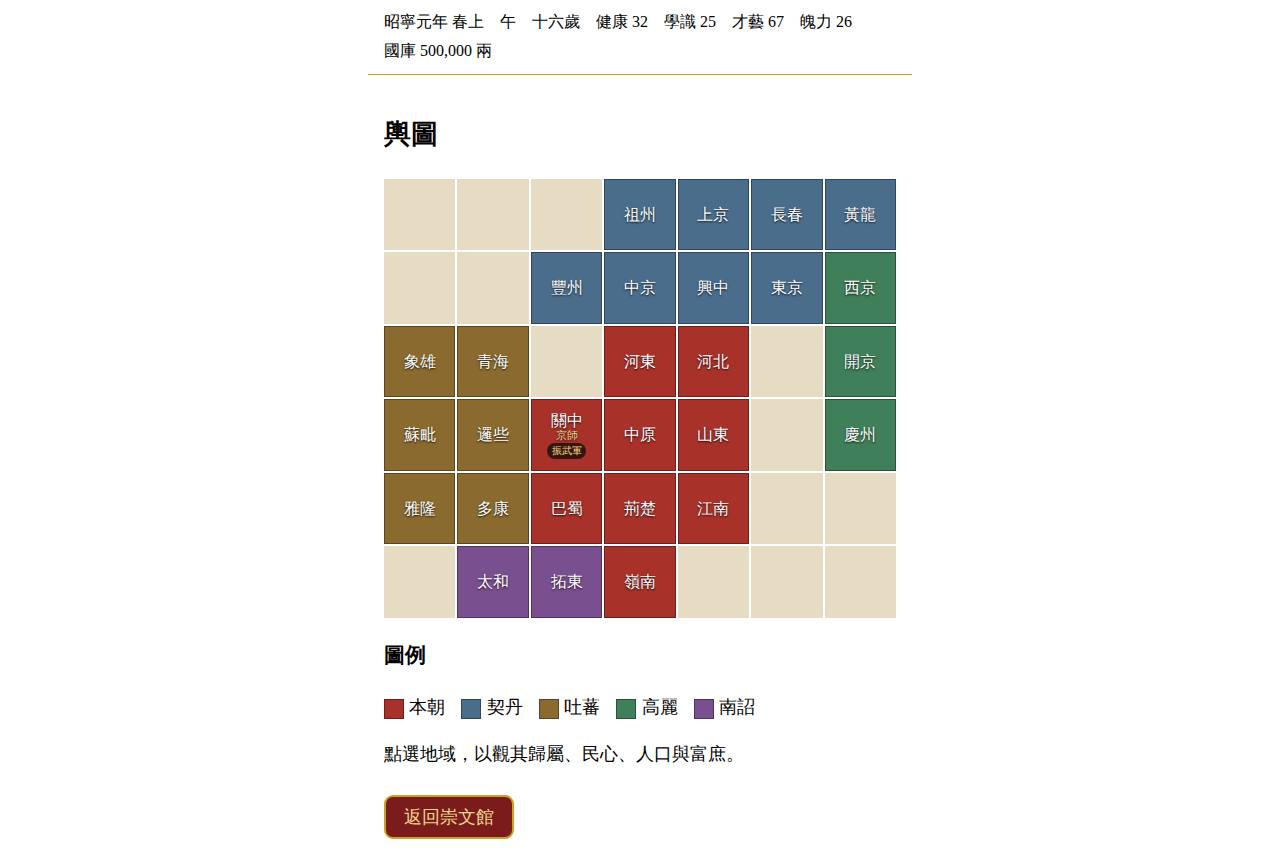 昭寧元年 春上　午　十六歲　健康 32　學識 25　才藝 67　魄力 26
國庫 500,000 兩
輿圖
祖州 上京 長春 黃龍
豐州 中京 興中 東京 西京
象雄 青海 河東 河北 開京
蘇毗 邏些 關中 中原 山東 慶州
京師
振武軍
雅隆 多康 巴蜀 荊楚 江南
太和 拓東 嶺南
圖例
本朝 契丹 吐蕃 高麗 南詔
點選地域，以觀其歸屬、民心、人口與富庶。
返回崇文館